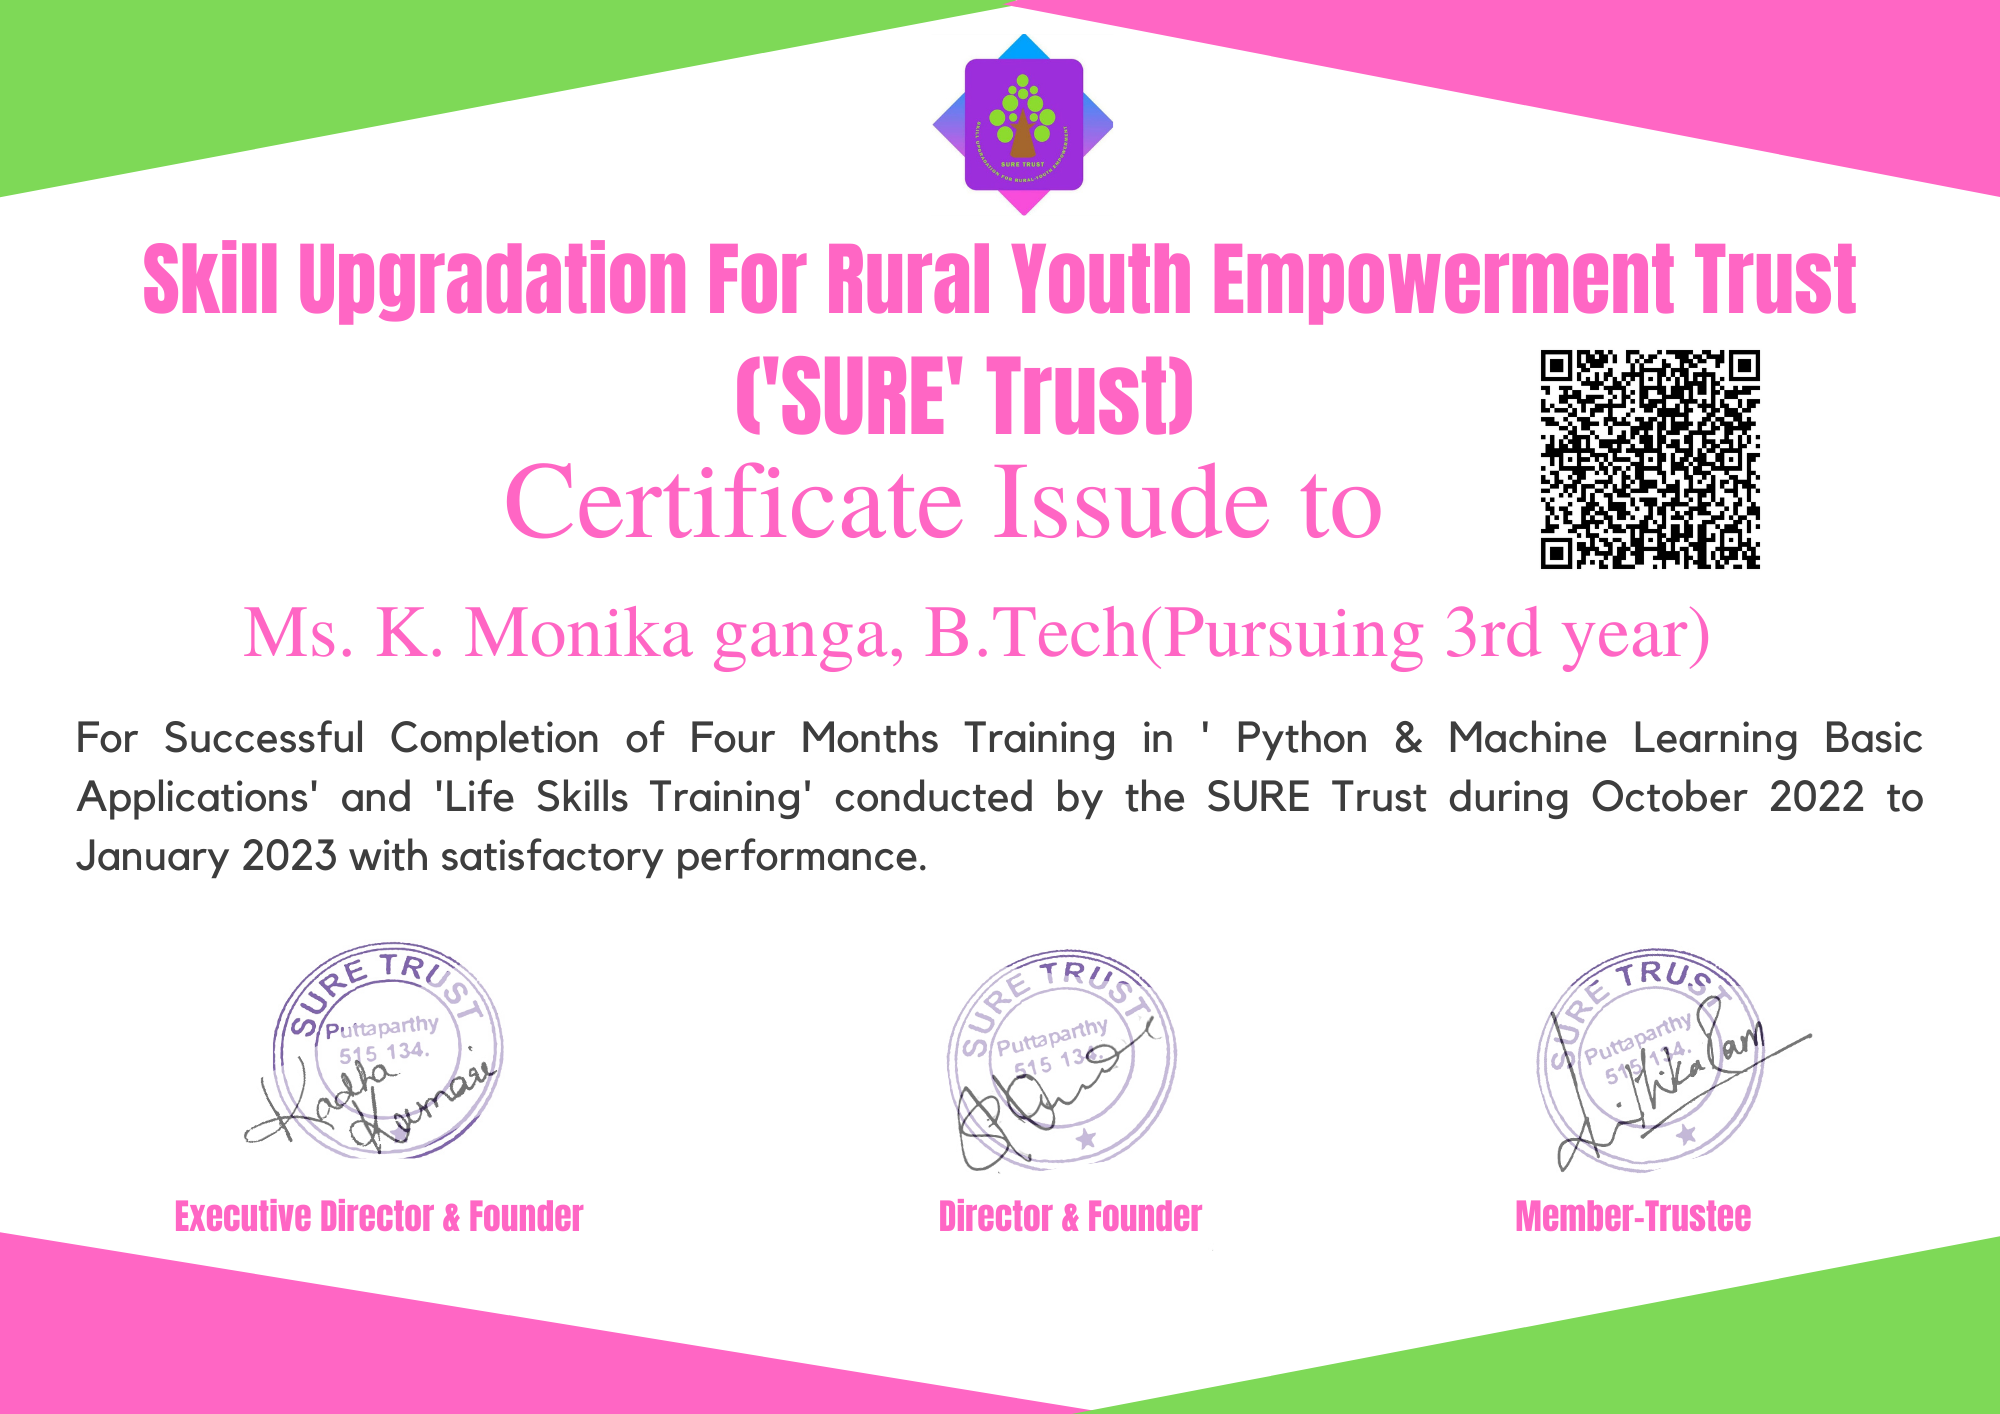 SURE TRUST
SKILL UPGRADATION FOR RURAL-YOUTH EMPOWERMENT
Skill Upgradation For Rural Youth Empowerment Trust
('SURE' Trust)
Certificate Issude to
Ms. K. Monika ganga, B.Tech(Pursuing 3rd year)
For Successful Completion of Four Months Training in ' Python & Machine Learning Basic
Applications' and 'Life Skills Training' conducted by the SURE Trust during October 2022 to
January 2023 with satisfactory performance.
SURE TRUST
Puttaparthy
515 134.
Radha
Kumari
SURE TRUST
Puttaparthy
515 134.
SURE TRUST
Puttaparthy
515 134.
Executive Director & Founder
Director & Founder
Member-Trustee